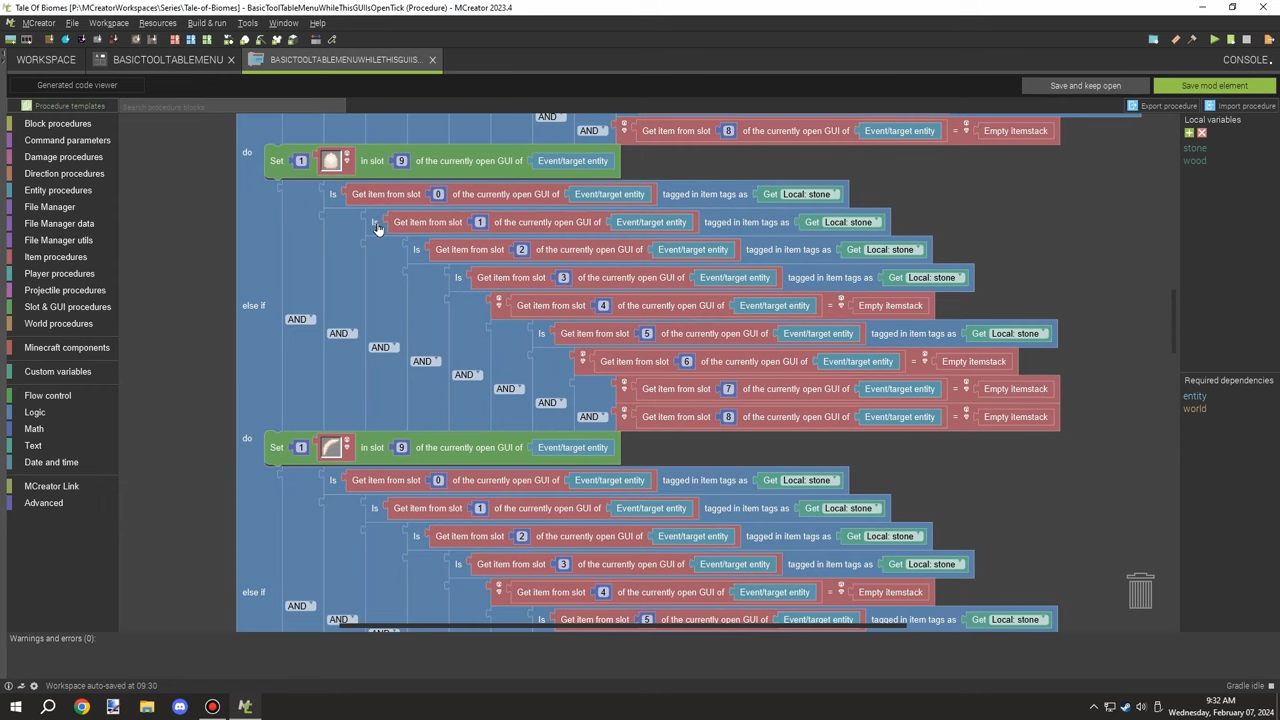 Tale Of Biomes [P:\MCreatorWorkspaces\Series\Tale-of-Biomes] - BasicToolTableMenuWhileThisGUIIsOpenTick (Procedure) - MCreator 2023.4
MCreator File Workspace Resources Build & run Tools Window Help
WORKSPACE BASICTOOLTABLEMENU BASICTOOLTABLEMENUWHILETHISGUIIS... CONSOLE
Generated code viewer Save and keep open Save mod element
Procedure templates Search procedure blocks Export procedure Import procedure
Block procedures
Command parameters
Damage procedures
Direction procedures
Entity procedures
File Manager
File Manager data
File Manager utils
Item procedures
Player procedures
Projectile procedures
Slot & GUI procedures
World procedures
Minecraft components
Custom variables
Flow control
Logic
Math
Text
Date and time
MCreator Link
Advanced
AND
AND Get item from slot 8 of the currently open GUI of Event/target entity = Empty itemstack
do Set 1 in slot 9 of the currently open GUI of Event/target entity
Is Get item from slot 0 of the currently open GUI of Event/target entity tagged in item tags as Get Local: stone
Is Get item from slot 1 of the currently open GUI of Event/target entity tagged in item tags as Get Local: stone
Is Get item from slot 2 of the currently open GUI of Event/target entity tagged in item tags as Get Local: stone
Is Get item from slot 3 of the currently open GUI of Event/target entity tagged in item tags as Get Local: stone
else if Get item from slot 4 of the currently open GUI of Event/target entity = Empty itemstack
AND
AND Is Get item from slot 5 of the currently open GUI of Event/target entity tagged in item tags as Get Local: stone
AND
AND Get item from slot 6 of the currently open GUI of Event/target entity = Empty itemstack
AND
AND Get item from slot 7 of the currently open GUI of Event/target entity = Empty itemstack
AND
AND Get item from slot 8 of the currently open GUI of Event/target entity = Empty itemstack
do Set 1 in slot 9 of the currently open GUI of Event/target entity
Is Get item from slot 0 of the currently open GUI of Event/target entity tagged in item tags as Get Local: stone
Is Get item from slot 1 of the currently open GUI of Event/target entity tagged in item tags as Get Local: stone
Is Get item from slot 2 of the currently open GUI of Event/target entity tagged in item tags as Get Local: stone
Is Get item from slot 3 of the currently open GUI of Event/target entity tagged in item tags as Get Local: stone
else if Get item from slot 4 of the currently open GUI of Event/target entity = Empty itemstack
AND
AND Is Get item from slot 5 of the currently open GUI of Event/target entity tagged in item tags as Get Local: stone
Local variables
stone
wood
Required dependencies
entity
world
Warnings and errors (0):
Workspace auto-saved at 09:30 Gradle idle
9:32 AM
Wednesday, February 07, 2024